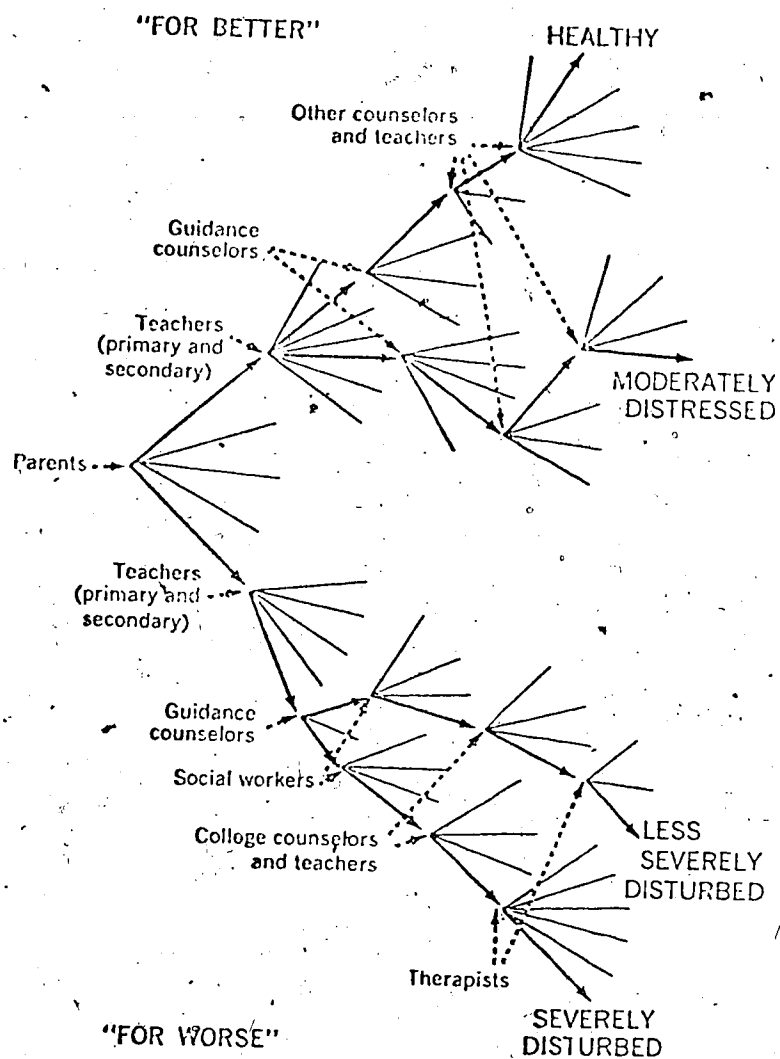 "FOR BETTER"
HEALTHY
Other counselors
and teachers
Guidance
counselors
Teachers
(primary and
secondary)
MODERATELY
DISTRESSED
Parents
Teachers
(primary and
secondary)
Guidance
counselors
Social workers
College counselors
and teachers
LESS
SEVERELY
DISTURBED
Therapists
SEVERELY
DISTURBED
"FOR WORSE"